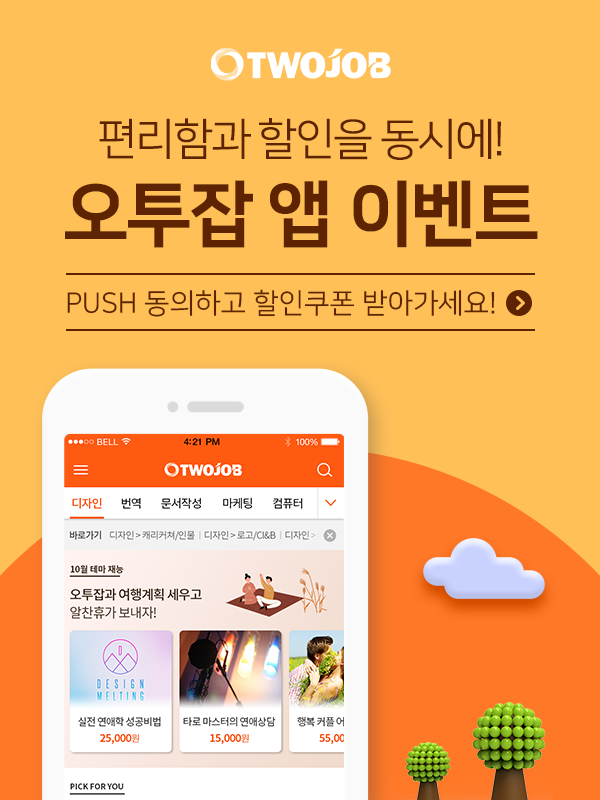 OTWOJOB
편리함과 할인을 동시에!
오투잡 앱 이벤트
PUSH 동의하고 할인쿠폰 받아가세요!
BELL 4:21 PM 100%
OTWOJOB
디자인 번역 문서작성 마케팅 컴퓨터
바로가기 디자인 > 캐리커쳐/인물 | 디자인 > 로고/CI&B | 디자인 >
10월 테마 재능
오투잡과 여행계획 세우고
알찬휴가 보내자!
D
DESIGN
MELTING
실전 연애학 성공비법 타로 마스터의 연애상담 행복 커플 어
25,000원 15,000원 55,00
PICK FOR YOU